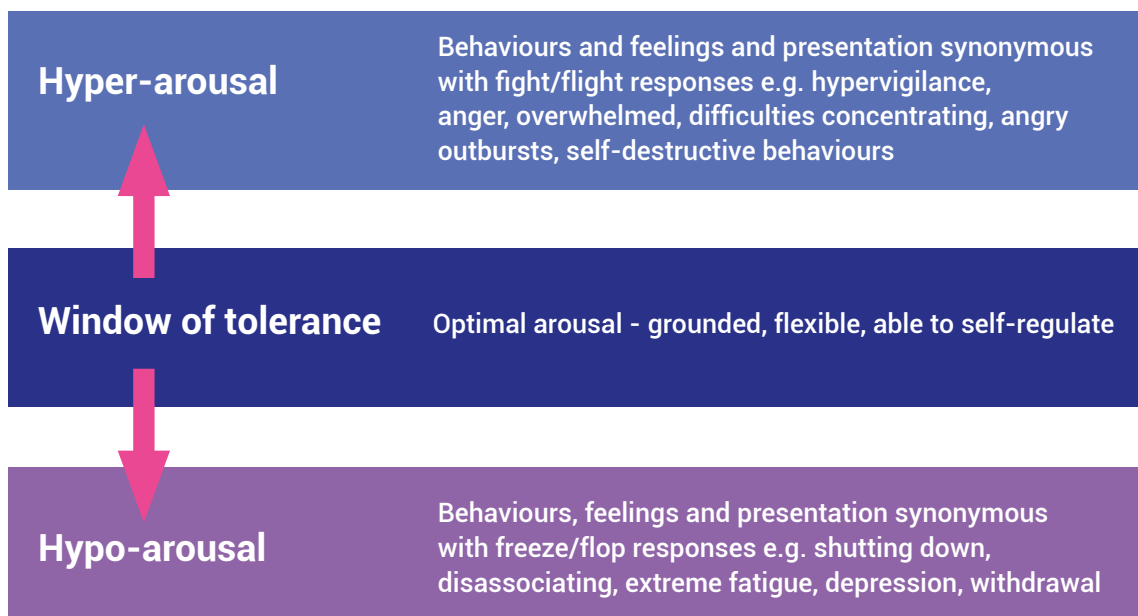 Hyper-arousal
Behaviours and feelings and presentation synonymous
with fight/flight responses e.g. hypervigilance,
anger, overwhelmed, difficulties concentrating, angry
outbursts, self-destructive behaviours
Window of tolerance
Optimal arousal - grounded, flexible, able to self-regulate
Hypo-arousal
Behaviours, feelings and presentation synonymous
with freeze/flop responses e.g. shutting down,
disassociating, extreme fatigue, depression, withdrawal